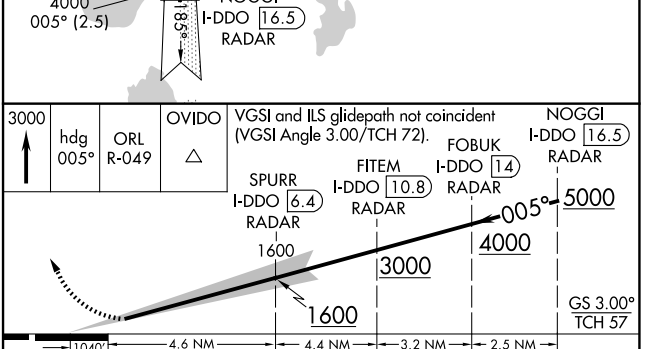 4000
005° (2.5)
185°
NOGGI
I-DDO 16.5
RADAR
3000
hdg
005°
ORL
R-049
OVIDO
VGSI and ILS glidepath not coincident
(VGSI Angle 3.00/TCH 72).
NOGGI
I-DDO 16.5
RADAR
FOBUK
I-DDO 14
RADAR
FITEM
I-DDO 10.8
RADAR
SPURR
I-DDO 6.4
RADAR
1600
005°
5000
4000
3000
1600
GS 3.00°
TCH 57
1040'
4.6 NM
4.4 NM
3.2 NM
2.5 NM